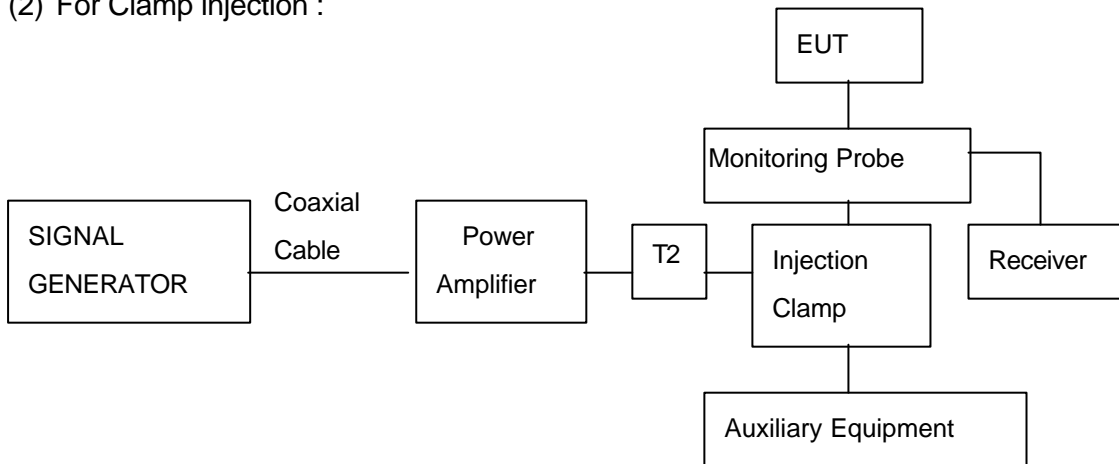 (2) For Clamp injection :
EUT
Monitoring Probe
Coaxial
Cable
SIGNAL
GENERATOR
Power
Amplifier
T2
Injection
Clamp
Receiver
Auxiliary Equipment